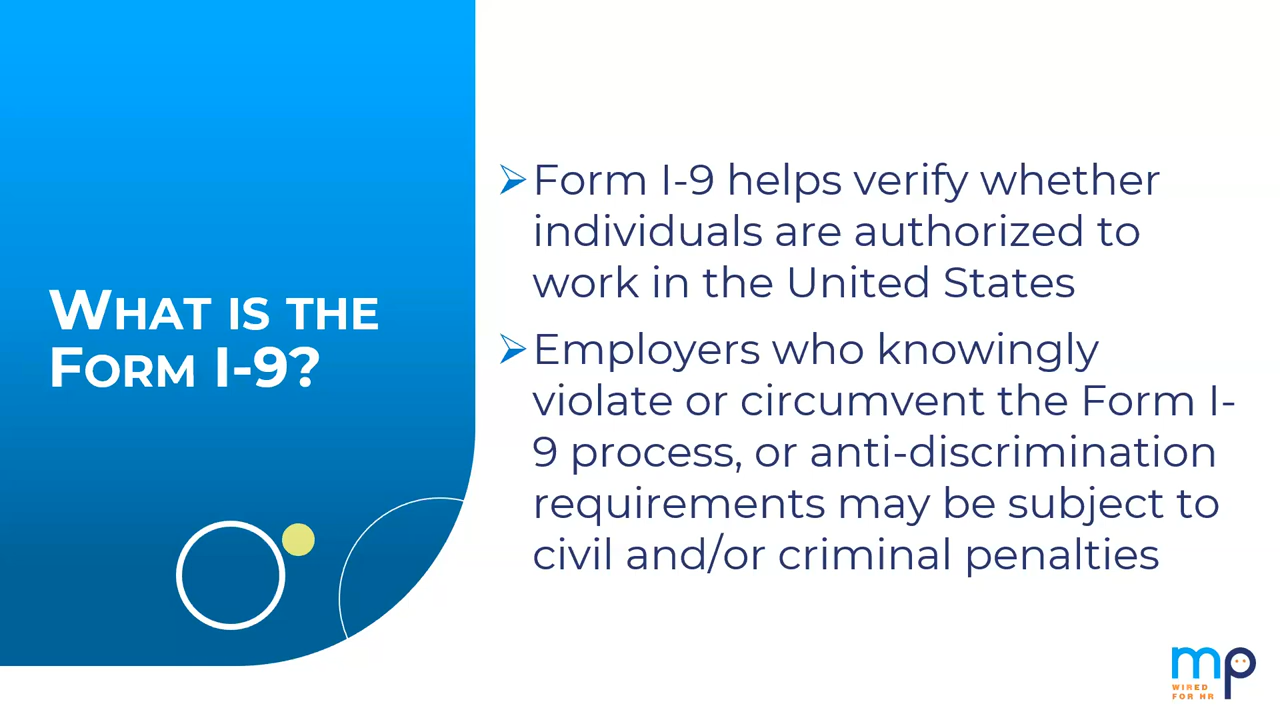 WHAT IS THE
FORM I-9?
➢Form I-9 helps verify whether
individuals are authorized to
work in the United States
➢Employers who knowingly
violate or circumvent the Form I-
9 process, or anti-discrimination
requirements may be subject to
civil and/or criminal penalties
mp
WIRED
FOR HR